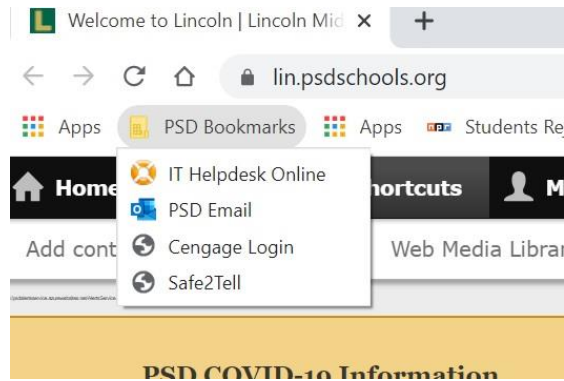 Welcome to Lincoln | Lincoln Mid
lin.psdschools.org
Apps PSD Bookmarks Apps npr Students Re
IT Helpdesk Online
PSD Email
Cengage Login
Safe2Tell
Home hortcuts M
Add cont Web Media Librar
PSD COVID-19 Information